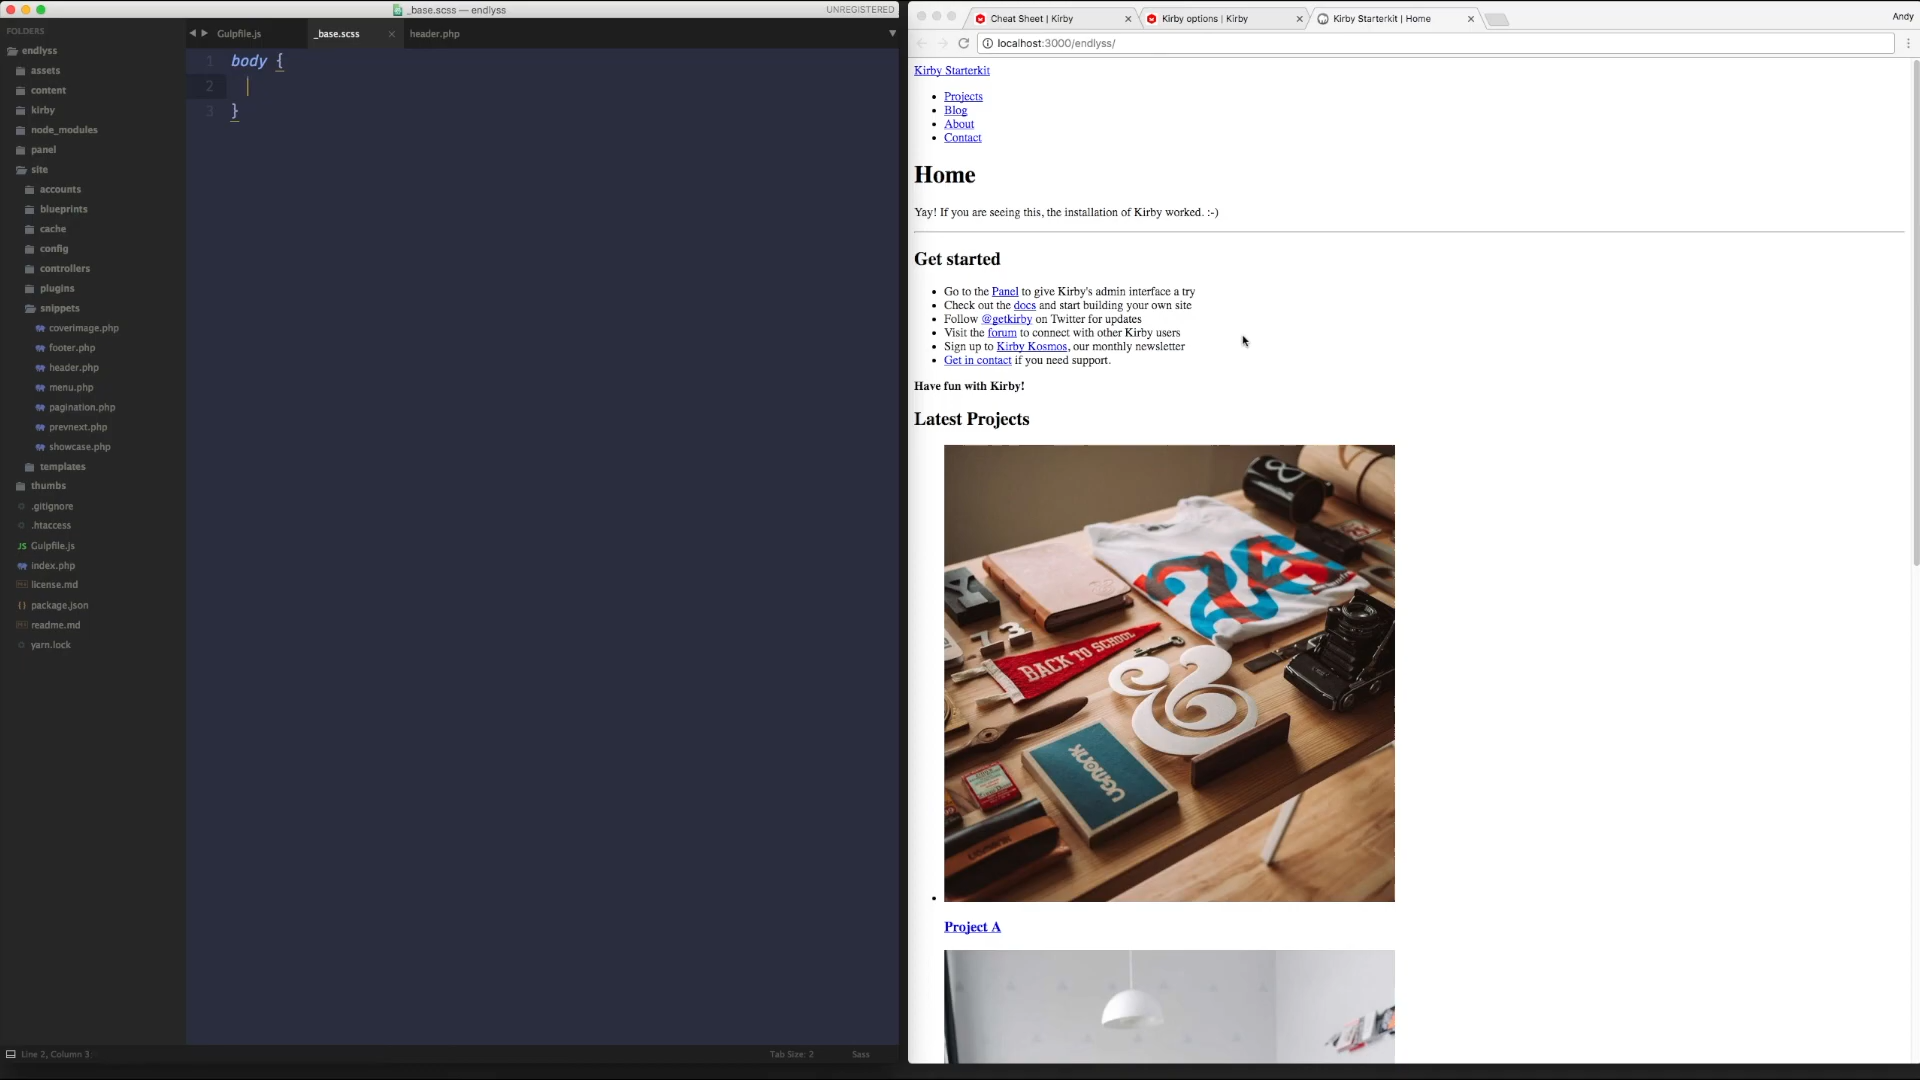 _base.scss — endlyss
UNREGISTERED
FOLDERS
endlyss
assets
content
kirby
node_modules
panel
site
accounts
blueprints
cache
config
controllers
plugins
snippets
coverimage.php
footer.php
header.php
menu.php
pagination.php
prevnext.php
showcase.php
templates
thumbs
.gitignore
.htaccess
JS Gulpfile.js
index.php
license.md
package.json
readme.md
yarn.lock
Gulpfile.js
_base.scss
header.php
1 body {
2
3 }
Line 2, Column 3
Tab Size: 2
Sass
Cheat Sheet | Kirby
Kirby options | Kirby
Kirby Starterkit | Home
Andy
localhost:3000/endlyss/
Kirby Starterkit
Projects
Blog
About
Contact
Home
Yay! If you are seeing this, the installation of Kirby worked. :-)
Get started
Go to the Panel to give Kirby's admin interface a try
Check out the docs and start building your own site
Follow @getkirby on Twitter for updates
Visit the forum to connect with other Kirby users
Sign up to Kirby Kosmos, our monthly newsletter
Get in contact if you need support.
Have fun with Kirby!
Latest Projects
BACK TO SCHOOL
UGMONK
Project A